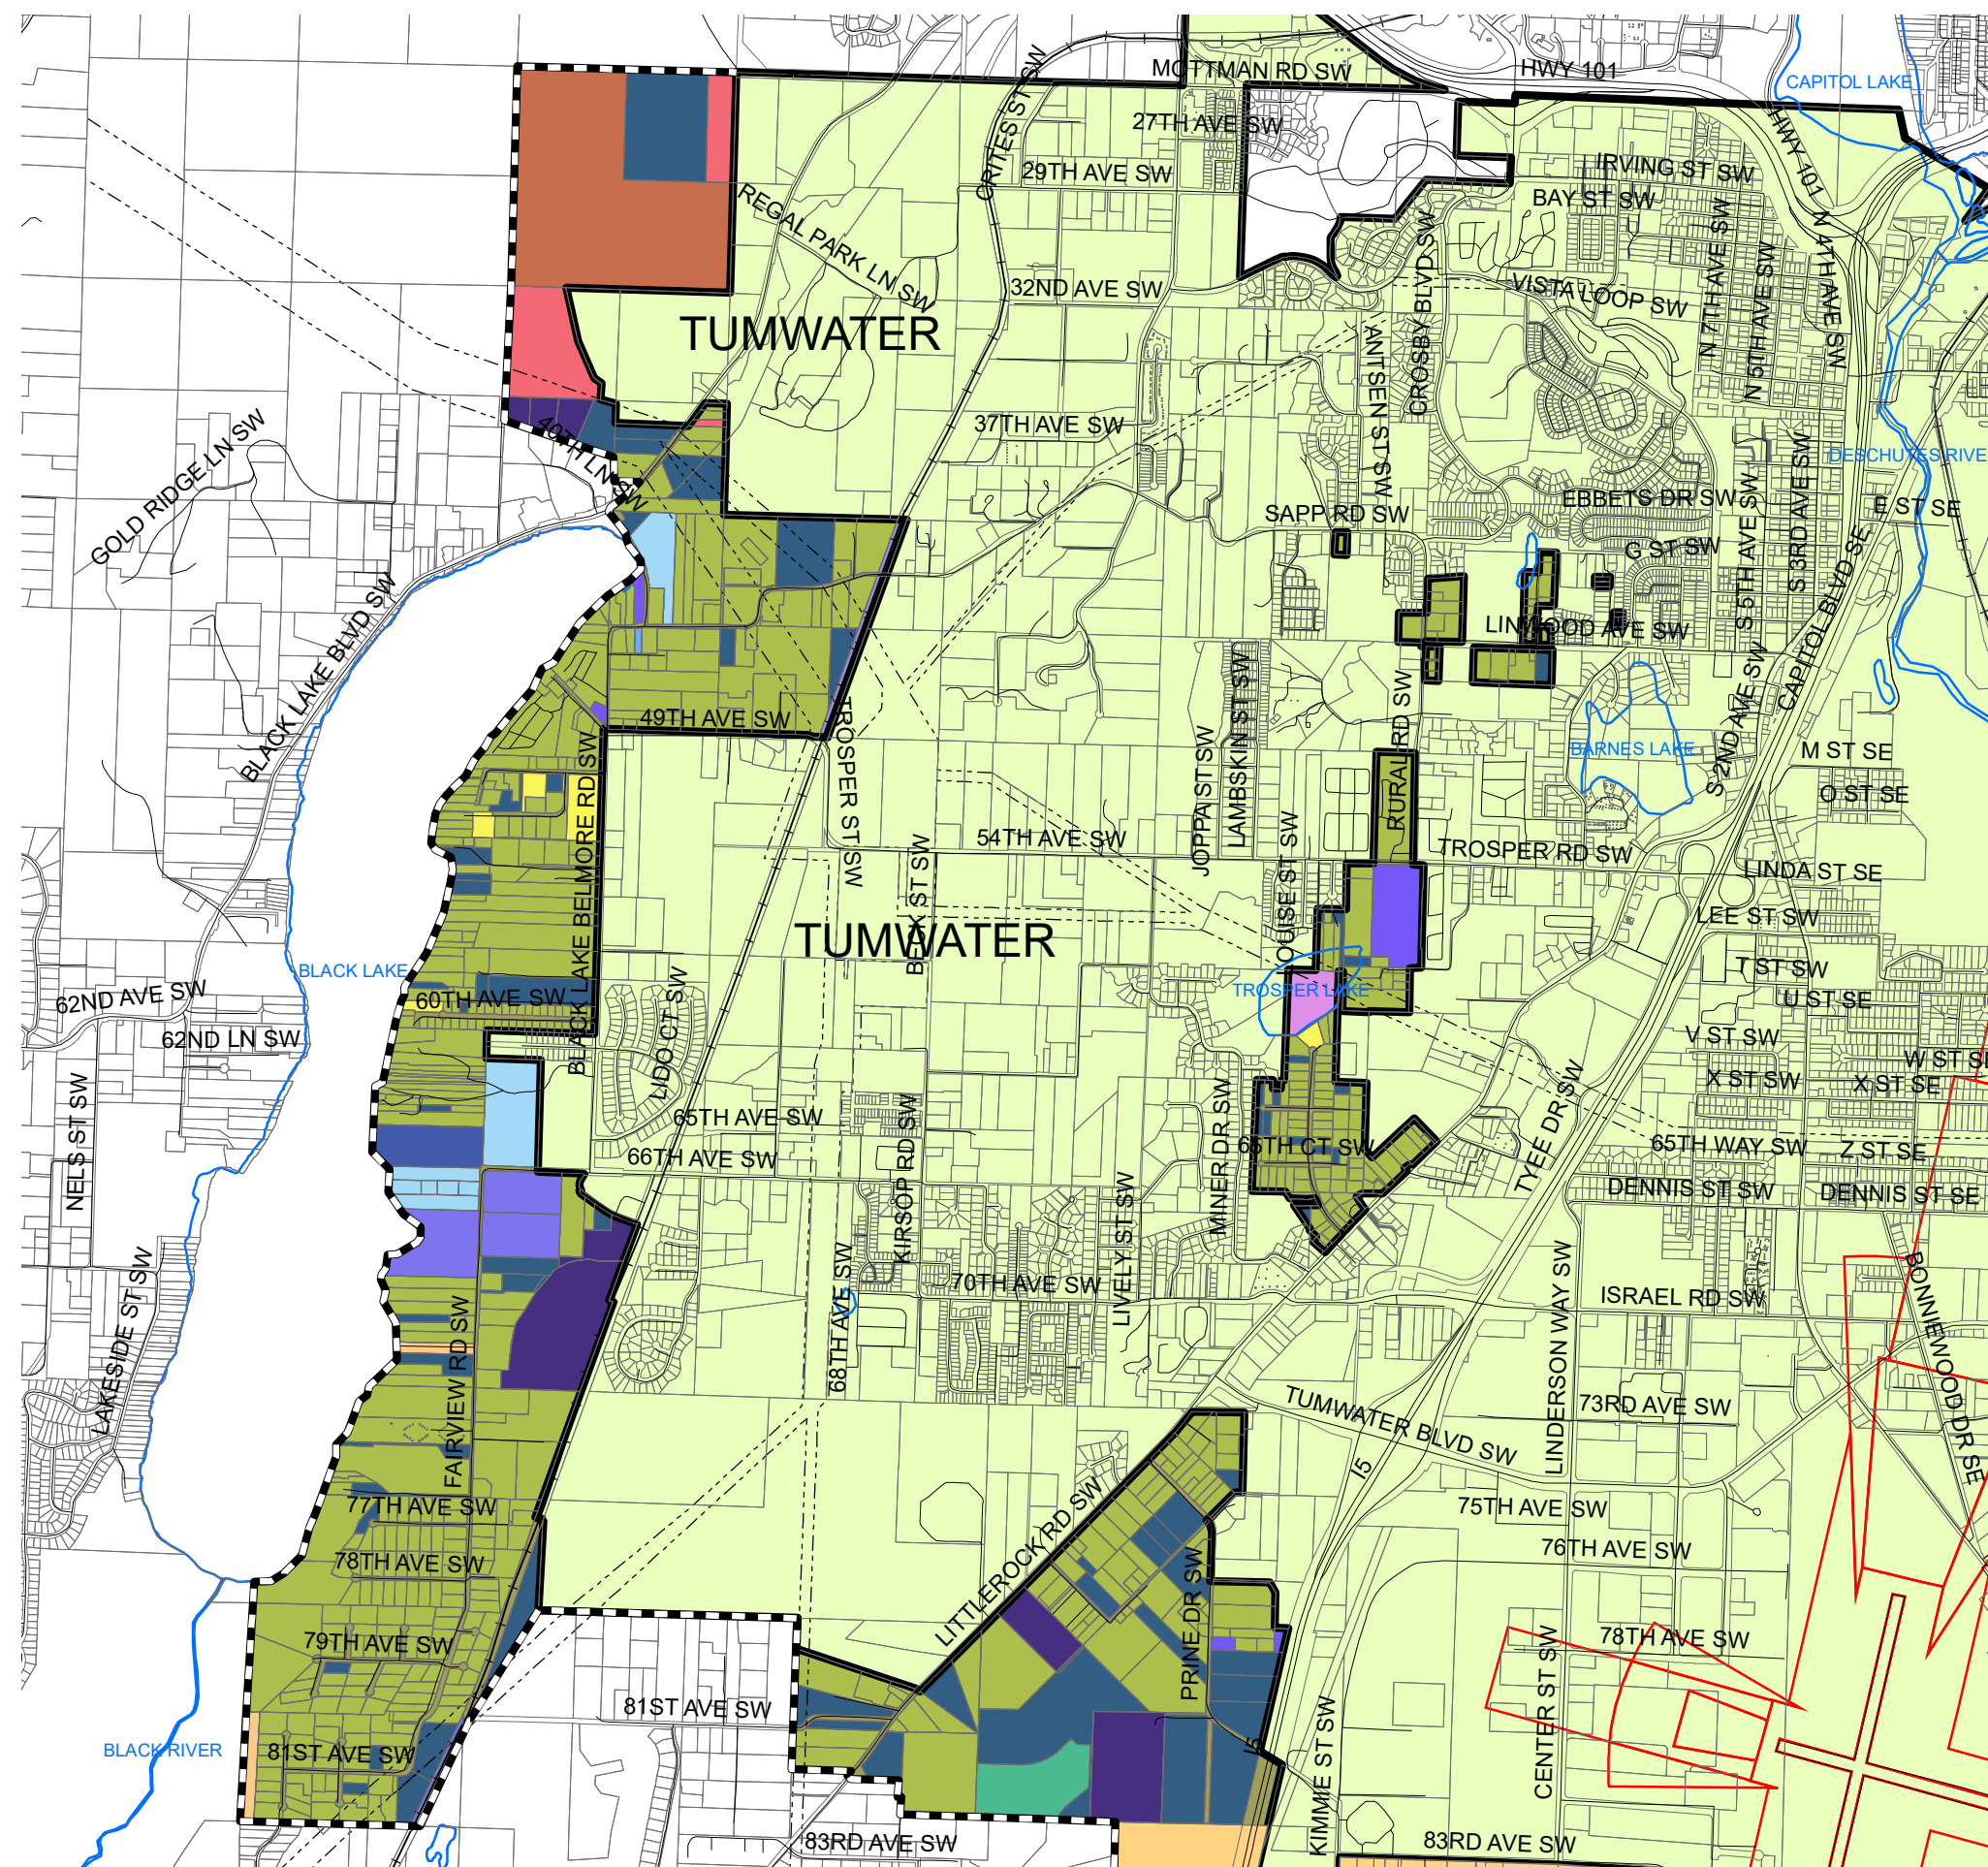 MOTTMAN RD SW
HWY 101
CAPITOL LAKE
CRITES ST SW
27TH AVE SW
HWY 101
29TH AVE SW
IRVING ST SW
BAY ST SW
REGAL PARK LN SW
N 7TH AVE SW
N 5TH AVE SW
N 4TH AVE SW
CROSBY BLVD SW
32ND AVE SW
VISTA LOOP SW
TUMWATER
ANTSEN ST SW
GOLD RIDGE LN SW
40TH LN SW
37TH AVE SW
S 3RD AVE SW
DESCHUTES RIVE
S 5TH AVE SW
EBBETS DR SW
E ST SE
SAPP RD SW
G ST SW
BLACK LAKE BLVD SW
LINWOOD AVE SW
CAPITOL BLVD SE
LAMBSKIN ST SW
S 2ND AVE SW
49TH AVE SW
TROSPER ST SW
JOPPA ST SW
RURAL RD SW
BARNES LAKE
M ST SE
O ST SE
BLACK LAKE BELMORE RD SW
54TH AVE SW
TROSPER RD SW
LINDA ST SE
BELK ST SW
LOUISE ST SW
LEE ST SW
TUMWATER
T ST SW
BLACK LAKE
62ND AVE SW
60TH AVE SW
TROSPER LAKE
U ST SE
62ND LN SW
LIDO CT SW
V ST SW
W ST SE
X ST SW
X ST SE
NELS ST SW
65TH AVE SW
KIRSOP RD SW
MINER DR SW
TYEE DR SW
66TH AVE SW
65TH CT SW
65TH WAY SW
Z ST SE
DENNIS ST SW
DENNIS ST SE
LAKESIDE ST SW
68TH AVE SW
70TH AVE SW
LIVELY ST SW
LINDERSON WAY SW
ISRAEL RD SW
BONNIEWOOD DR SE
FAIRVIEW RD SW
TUMWATER BLVD SW
73RD AVE SW
I5
77TH AVE SW
LITTLEROCK RD SW
75TH AVE SW
78TH AVE SW
76TH AVE SW
PRINE DR SW
79TH AVE SW
CENTER ST SW
78TH AVE SW
81ST AVE SW
BLACK RIVER
81ST AVE SW
I5
KIMMIE ST SW
83RD AVE SW
83RD AVE SW